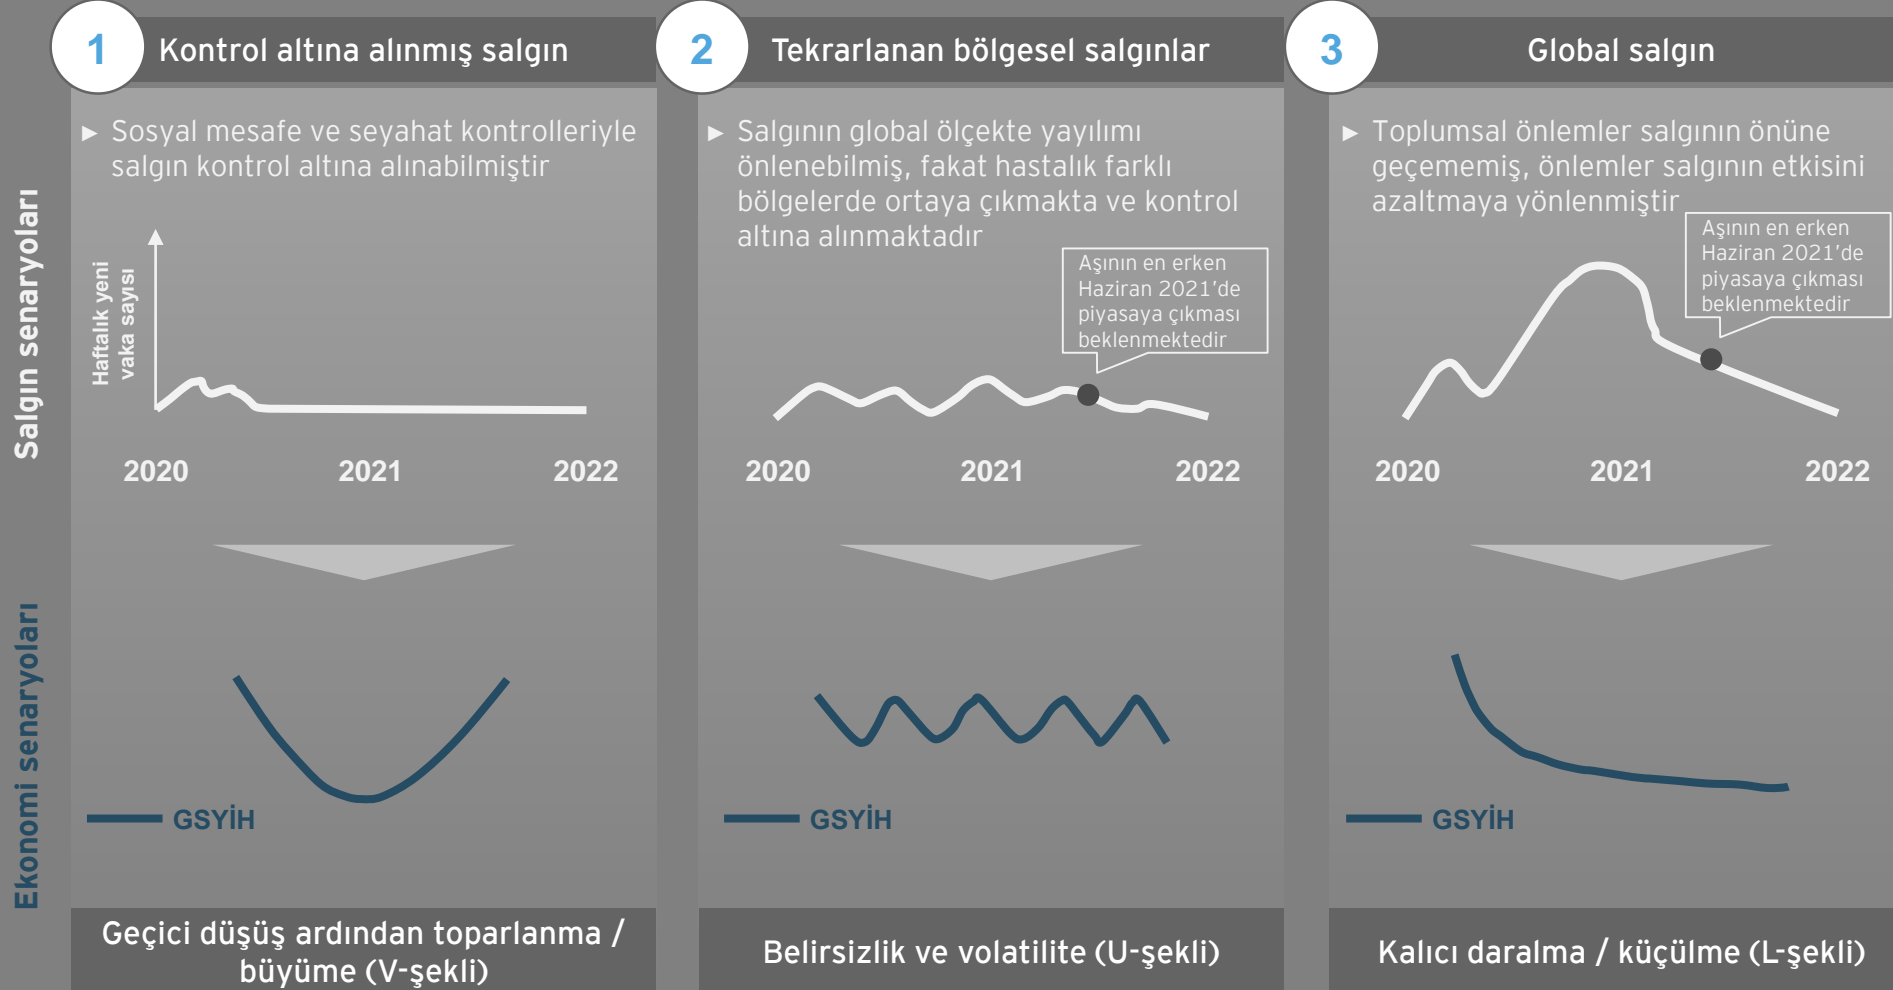 1
Kontrol altına alınmış salgın
2
Tekrarlanan bölgesel salgınlar
3
Global salgın
Salgın senaryoları
► Sosyal mesafe ve seyahat kontrolleriyle
salgın kontrol altına alınabilmiştir
Haftalık yeni
vaka sayısı
2020 2021 2022
► Salgının global ölçekte yayılımı
önlenebilmiş, fakat hastalık farklı
bölgelerde ortaya çıkmakta ve kontrol
altına alınmaktadır
Aşının en erken
Haziran 2021'de
piyasaya çıkması
beklenmektedir
2020 2021 2022
► Toplumsal önlemler salgının önüne
geçememiş, önlemler salgının etkisini
azaltmaya yönlenmiştir
Aşının en erken
Haziran 2021'de
piyasaya çıkması
beklenmektedir
2020 2021 2022
Ekonomi senaryoları
GSYİH
GSYİH
GSYİH
Geçici düşüş ardından toparlanma /
büyüme (V-şekli)
Belirsizlik ve volatilite (U-şekli)
Kalıcı daralma / küçülme (L-şekli)